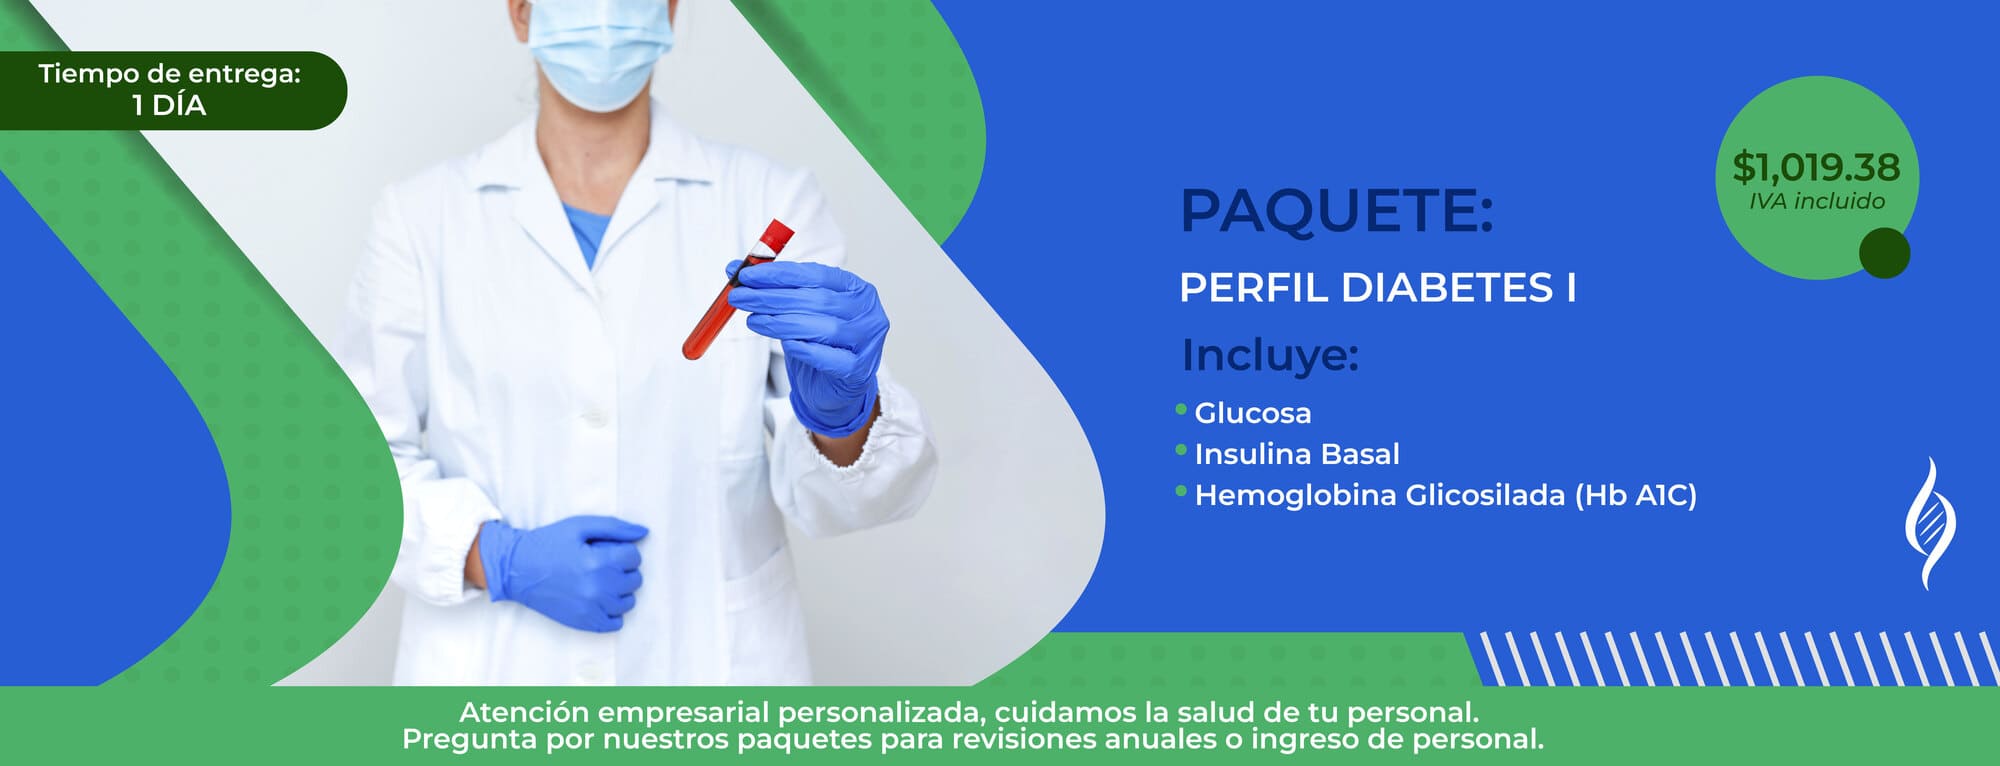 Tiempo de entrega:
1 DÍA
$1,019.38
IVA incluido
PAQUETE:
PERFIL DIABETES I
Incluye:
• Glucosa
• Insulina Basal
• Hemoglobina Glicosilada (Hb A1C)
Atención empresarial personalizada, cuidamos la salud de tu personal.
Pregunta por nuestros paquetes para revisiones anuales o ingreso de personal.